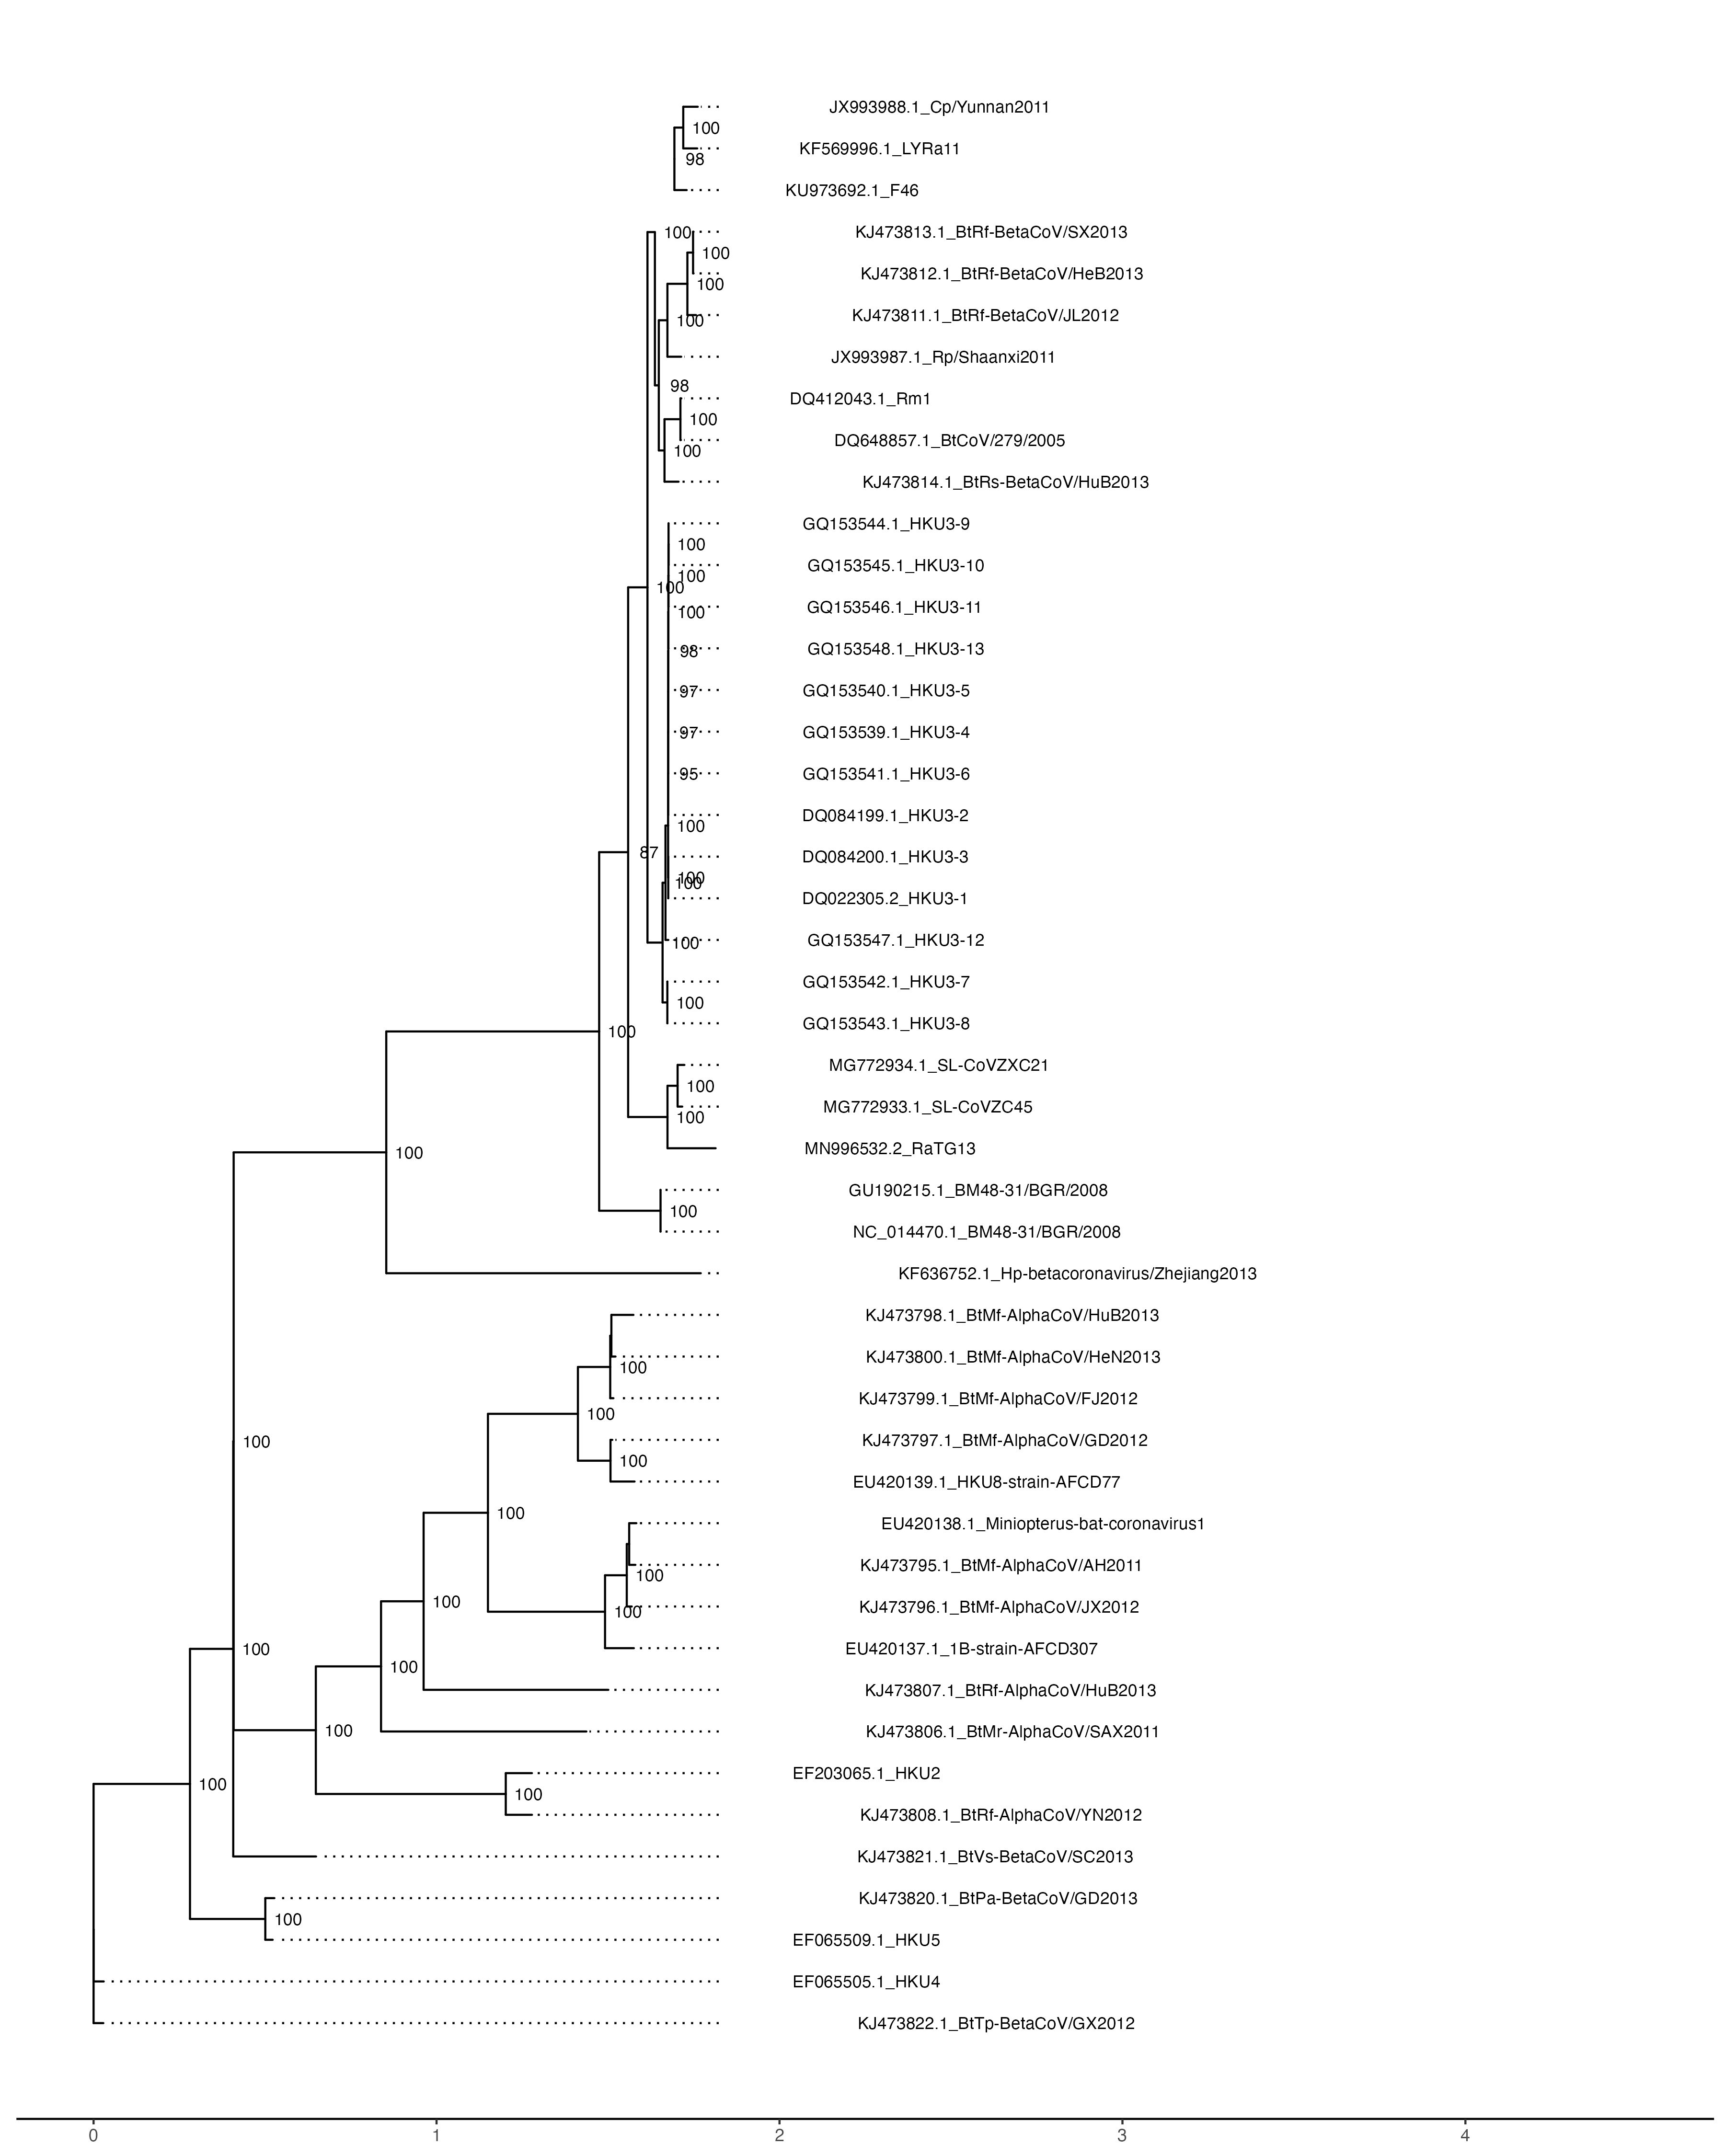 JX993988.1_Cp/Yunnan2011
100
KF569996.1_LYRa11
98
KU973692.1_F46
100
KJ473813.1_BtRf-BetaCoV/SX2013
100
KJ473812.1_BtRf-BetaCoV/HeB2013
100
KJ473811.1_BtRf-BetaCoV/JL2012
100
JX993987.1_Rp/Shaanxi2011
98
DQ412043.1_Rm1
100
DQ648857.1_BtCoV/279/2005
100
KJ473814.1_BtRs-BetaCoV/HuB2013
GQ153544.1_HKU3-9
100
GQ153545.1_HKU3-10
100
100
GQ153546.1_HKU3-11
100
GQ153548.1_HKU3-13
98
GQ153540.1_HKU3-5
97
GQ153539.1_HKU3-4
97
GQ153541.1_HKU3-6
95
DQ084199.1_HKU3-2
100
87
DQ084200.1_HKU3-3
100
100
DQ022305.2_HKU3-1
GQ153547.1_HKU3-12
100
GQ153542.1_HKU3-7
100
GQ153543.1_HKU3-8
100
MG772934.1_SL-CoVZXC21
100
MG772933.1_SL-CoVZC45
100
MN996532.2_RaTG13
100
GU190215.1_BM48-31/BGR/2008
100
NC_014470.1_BM48-31/BGR/2008
KF636752.1_Hp-betacoronavirus/Zhejiang2013
KJ473798.1_BtMf-AlphaCoV/HuB2013
KJ473800.1_BtMf-AlphaCoV/HeN2013
100
KJ473799.1_BtMf-AlphaCoV/FJ2012
100
KJ473797.1_BtMf-AlphaCoV/GD2012
100
100
EU420139.1_HKU8-strain-AFCD77
100
EU420138.1_Miniopterus-bat-coronavirus1
KJ473795.1_BtMf-AlphaCoV/AH2011
100
100
KJ473796.1_BtMf-AlphaCoV/JX2012
100
EU420137.1_1B-strain-AFCD307
100
100
KJ473807.1_BtRf-AlphaCoV/HuB2013
KJ473806.1_BtMr-AlphaCoV/SAX2011
100
EF203065.1_HKU2
100
100
KJ473808.1_BtRf-AlphaCoV/YN2012
KJ473821.1_BtVs-BetaCoV/SC2013
KJ473820.1_BtPa-BetaCoV/GD2013
100
EF065509.1_HKU5
EF065505.1_HKU4
KJ473822.1_BtTp-BetaCoV/GX2012
0 1 2 3 4